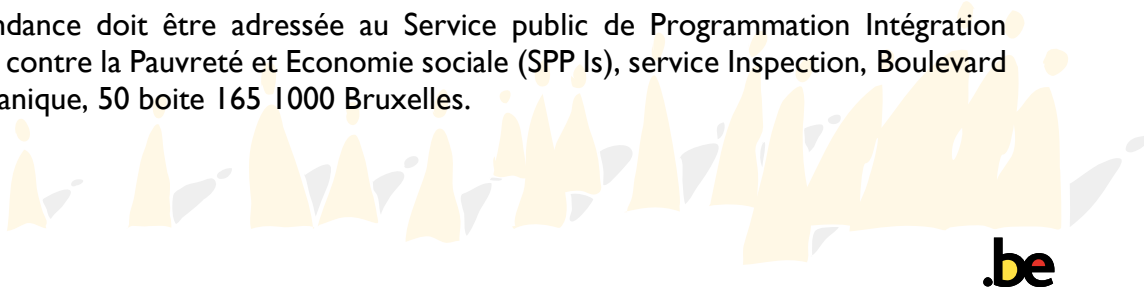 ndance doit être adressée au Service public de Programmation Intégration
contre la Pauvreté et Economie sociale (SPP Is), service Inspection, Boulevard
anique, 50 boite 165 1000 Bruxelles.
.be